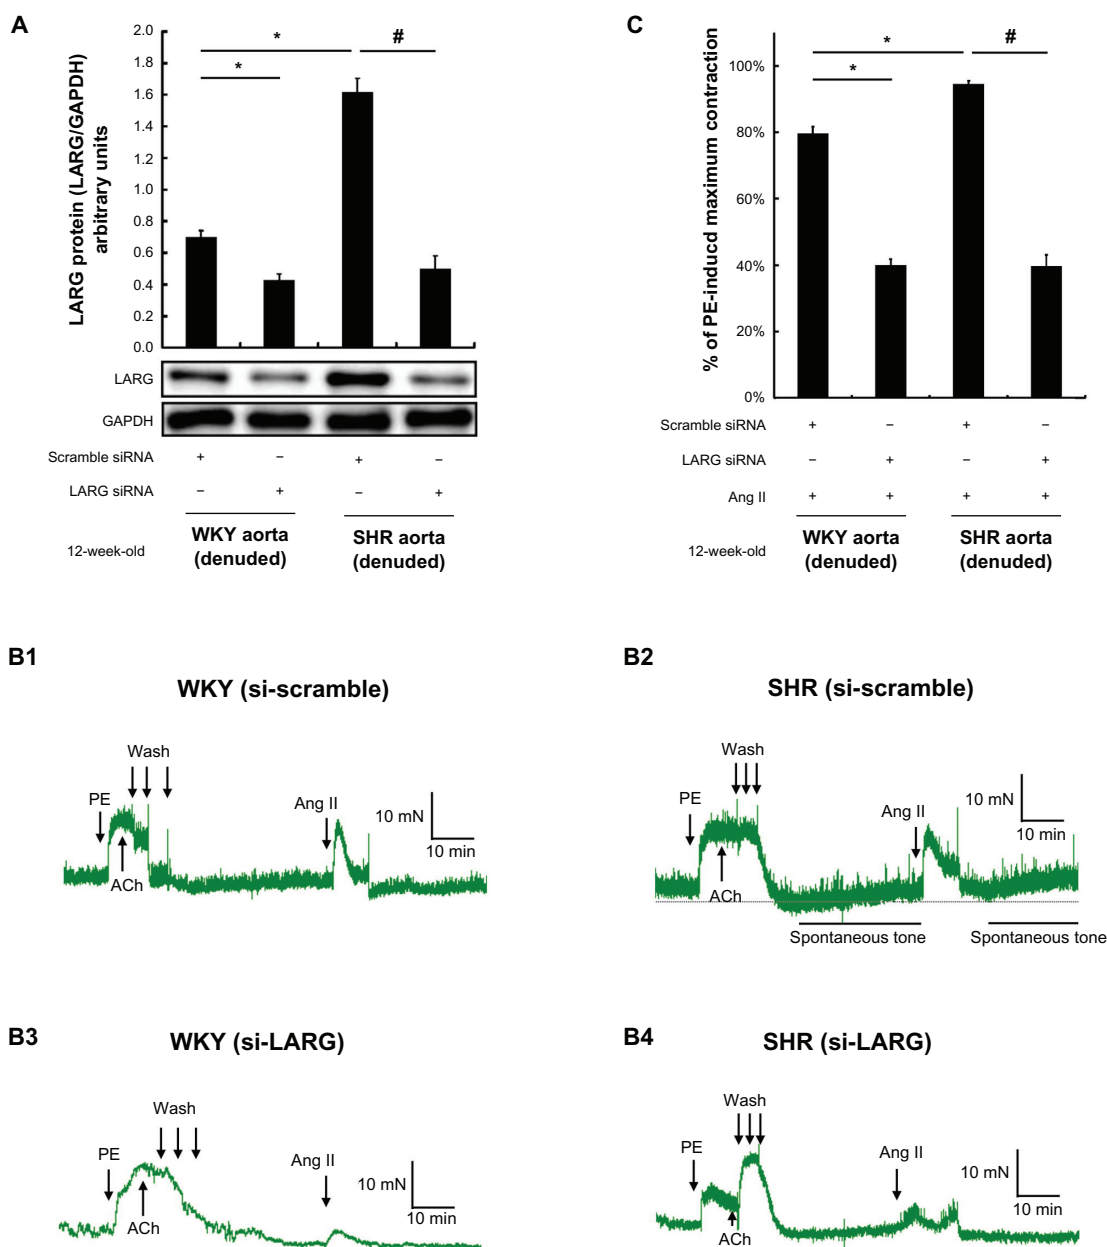 A
LARG protein (LARG/GAPDH)
arbitrary units
2.0
1.8
1.6
1.4
1.2
1.0
0.8
0.6
0.4
0.2
0.0
* * #
LARG
GAPDH
Scramble siRNA + – + –
LARG siRNA – + – +
12-week-old
WKY aorta
(denuded)
SHR aorta
(denuded)
C
% of PE-inducd maximum contraction
100%
80%
60%
40%
20%
0%
* * #
Scramble siRNA + – + –
LARG siRNA – + – +
Ang II + + + +
12-week-old
WKY aorta
(denuded)
SHR aorta
(denuded)
B1
WKY (si-scramble)
Wash
PE
ACh
Ang II
10 mN
10 min
B2
SHR (si-scramble)
Wash
PE
ACh
Ang II
10 mN
10 min
Spontaneous tone
Spontaneous tone
B3
WKY (si-LARG)
Wash
PE
ACh
Ang II
10 mN
10 min
B4
SHR (si-LARG)
Wash
PE
ACh
Ang II
10 mN
10 min